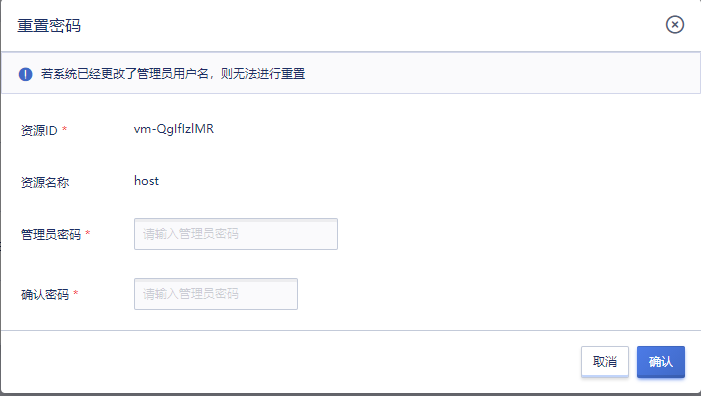 重置密码
若系统已经更改了管理员用户名，则无法进行重置
资源ID *
vm-QgIfIzlMR
资源名称
host
管理员密码 *
请输入管理员密码
确认密码 *
请输入管理员密码
取消
确认